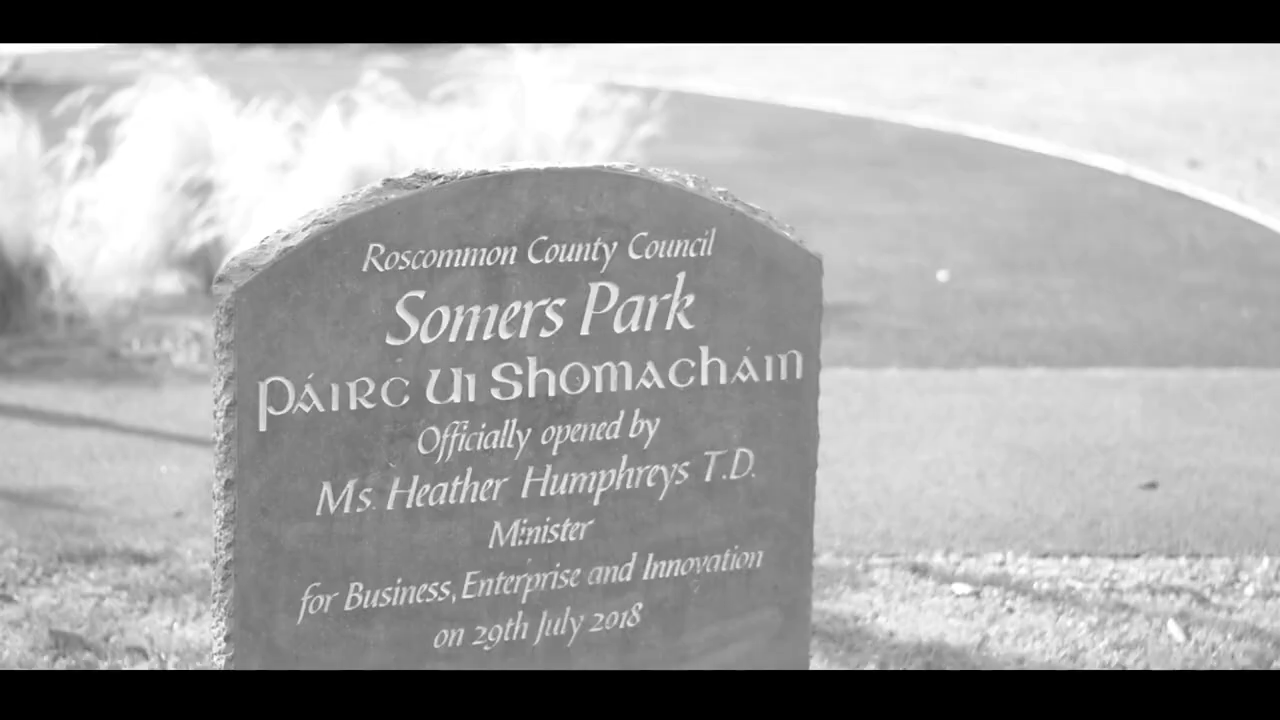 Roscommon County Council
Somers Park
Páirc Uí Shomacháin
Officially opened by
Ms. Heather Humphreys T.D.
Minister
for Business, Enterprise and Innovation
on 29th July 2018